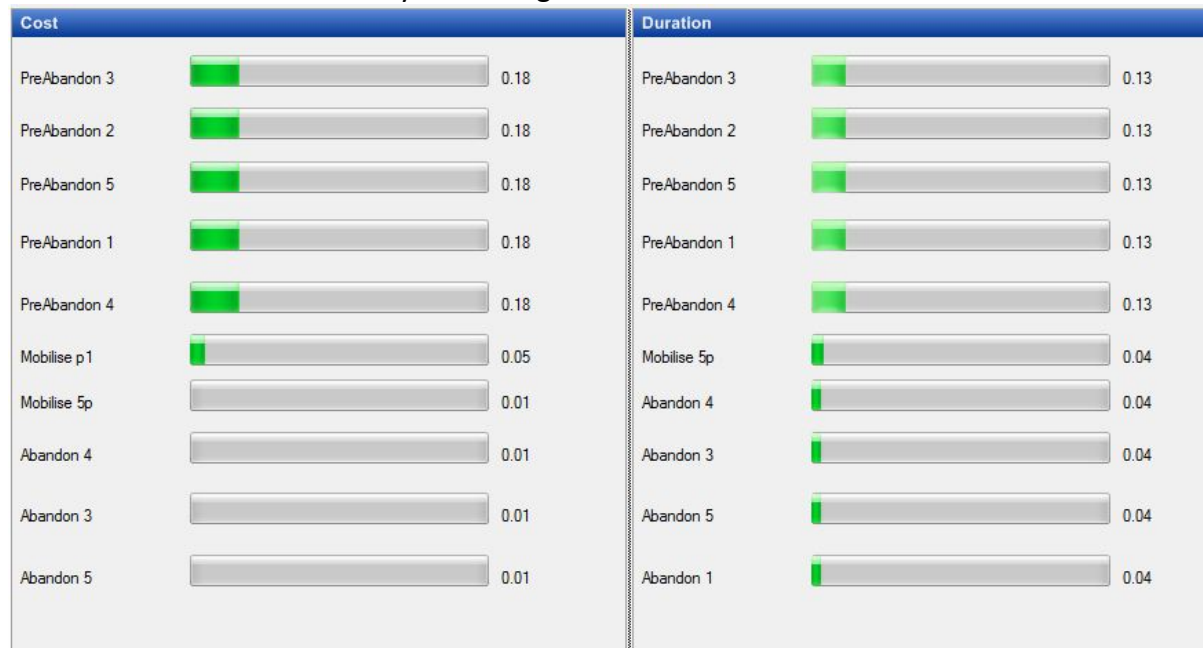 Cost
PreAbandon 3 0.18
PreAbandon 2 0.18
PreAbandon 5 0.18
PreAbandon 1 0.18
PreAbandon 4 0.18
Mobilise p1 0.05
Mobilise 5p 0.01
Abandon 4 0.01
Abandon 3 0.01
Abandon 5 0.01
Duration
PreAbandon 3 0.13
PreAbandon 2 0.13
PreAbandon 5 0.13
PreAbandon 1 0.13
PreAbandon 4 0.13
Mobilise 5p 0.04
Abandon 4 0.04
Abandon 3 0.04
Abandon 5 0.04
Abandon 1 0.04